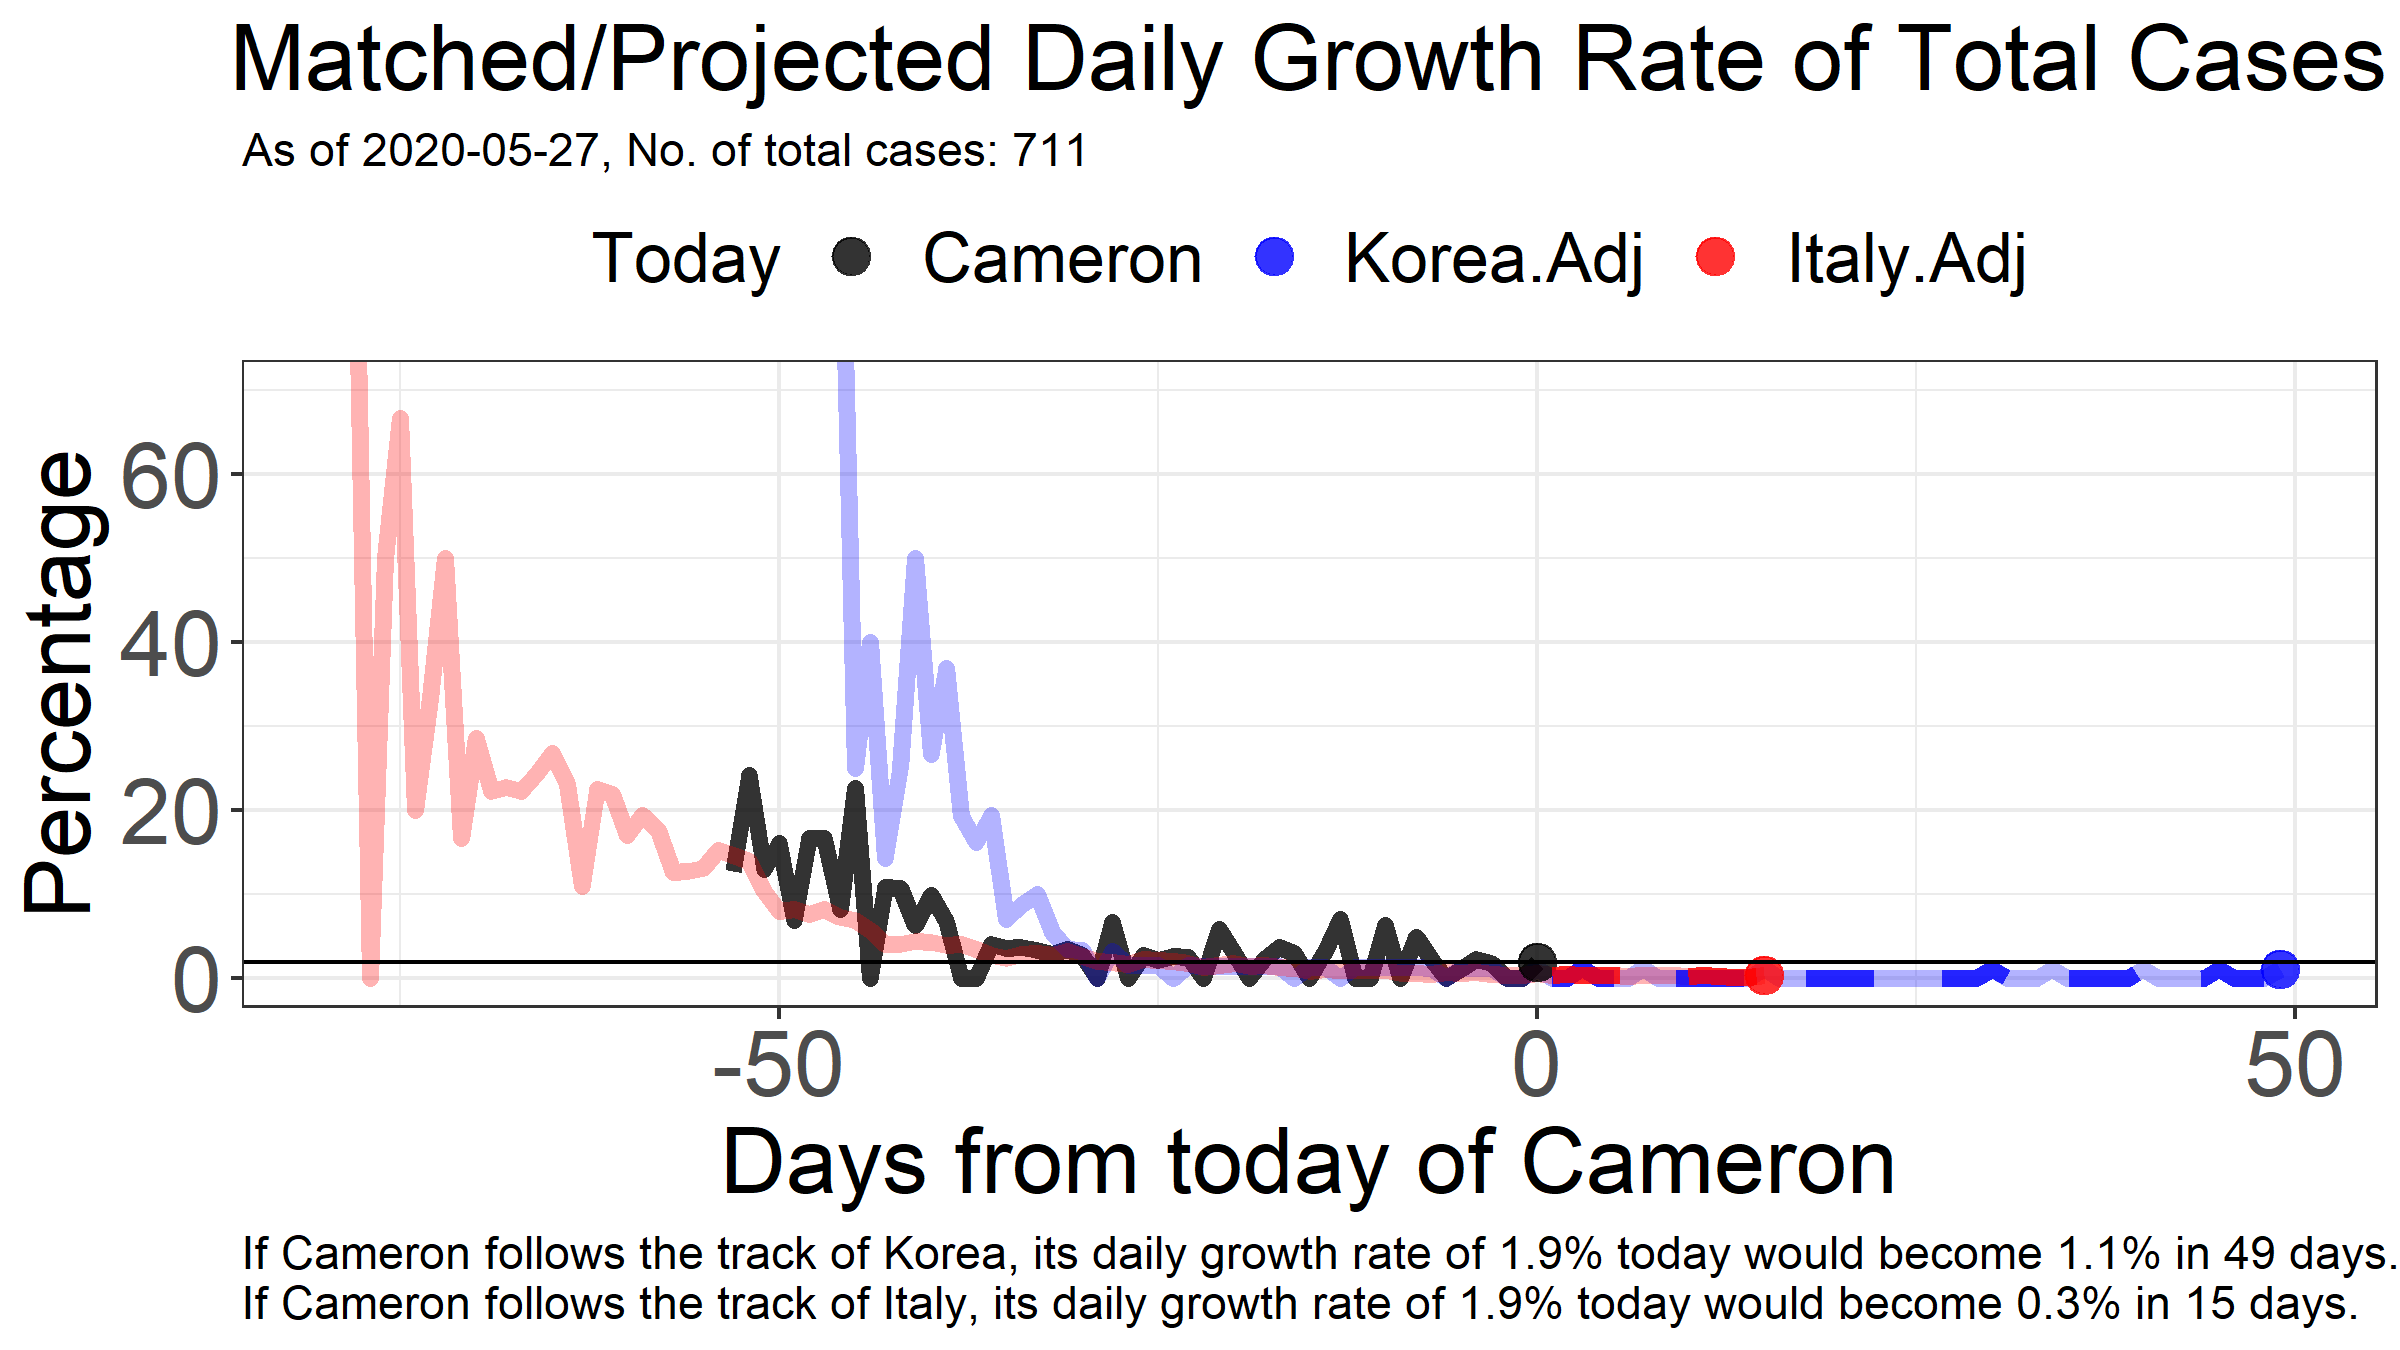 Matched/Projected Daily Growth Rate of Total Cases
As of 2020-05-27, No. of total cases: 711
Today Cameron Korea.Adj Italy.Adj
Percentage
60
40
20
0
-50 0 50
Days from today of Cameron
If Cameron follows the track of Korea, its daily growth rate of 1.9% today would become 1.1% in 49 days.
If Cameron follows the track of Italy, its daily growth rate of 1.9% today would become 0.3% in 15 days.